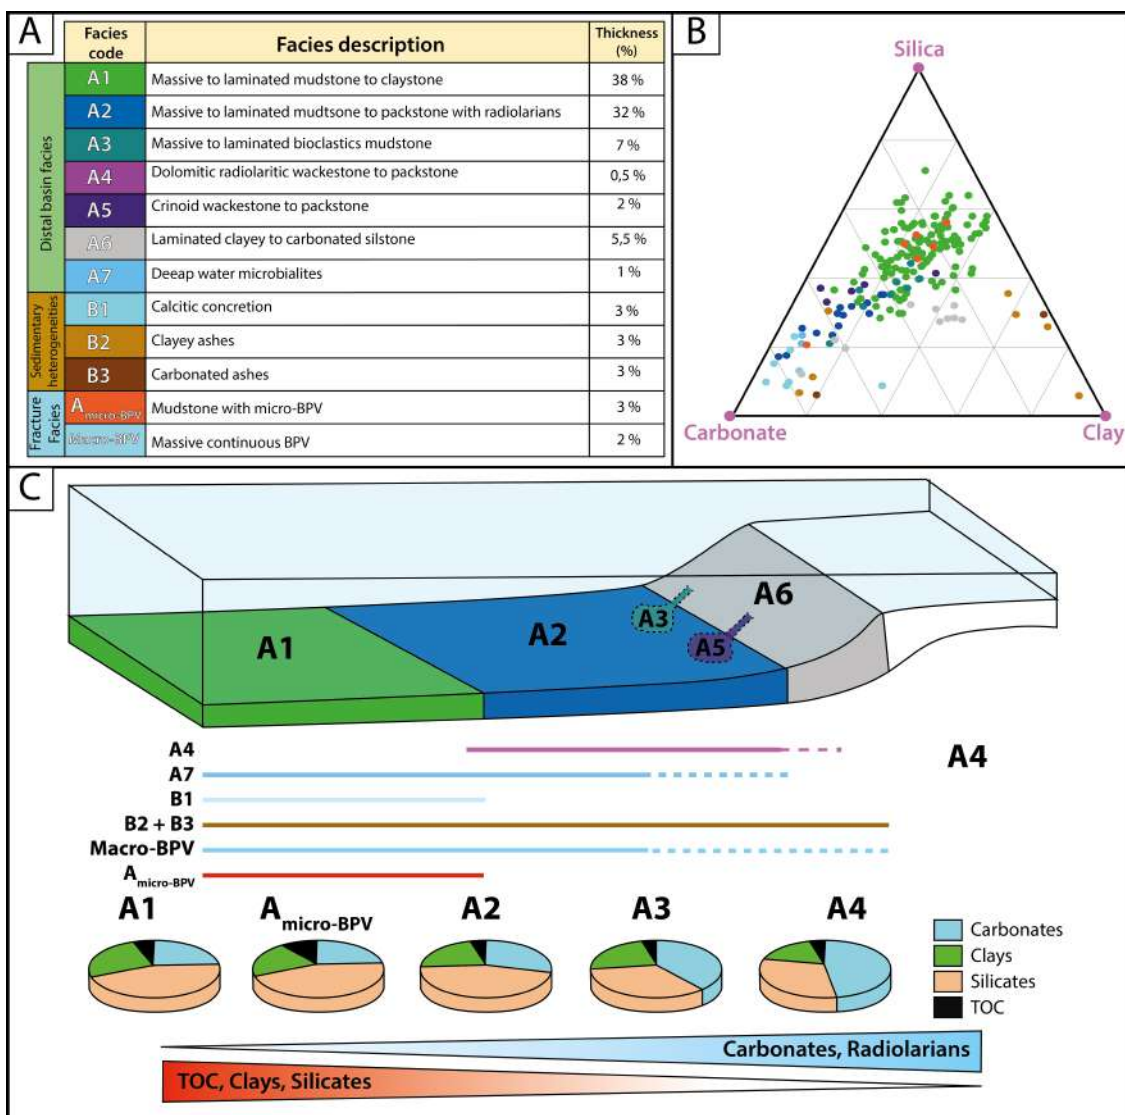 A
Facies code
Facies description
Thickness (%)
Distal basin facies
A1 Massive to laminated mudstone to claystone 38 %
A2 Massive to laminated mudtsone to packstone with radiolarians 32 %
A3 Massive to laminated bioclastics mudstone 7 %
A4 Dolomitic radiolaritic wackestone to packstone 0,5 %
A5 Crinoid wackestone to packstone 2 %
A6 Laminated clayey to carbonated silstone 5,5 %
A7 Deeap water microbialites 1 %
Sedimentary heterogeneities
B1 Calcitic concretion 3 %
B2 Clayey ashes 3 %
B3 Carbonated ashes 3 %
Fracture Facies
Amicro-BPV Mudstone with micro-BPV 3 %
Macro-BPV Massive continuous BPV 2 %
B
Silica
Carbonate
Clay
C
A1
A2
A3
A5
A6
A4
A4
A7
B1
B2 + B3
Macro-BPV
Amicro-BPV
A1
Amicro-BPV
A2
A3
A4
Carbonates
Clays
Silicates
TOC
Carbonates, Radiolarians
TOC, Clays, Silicates